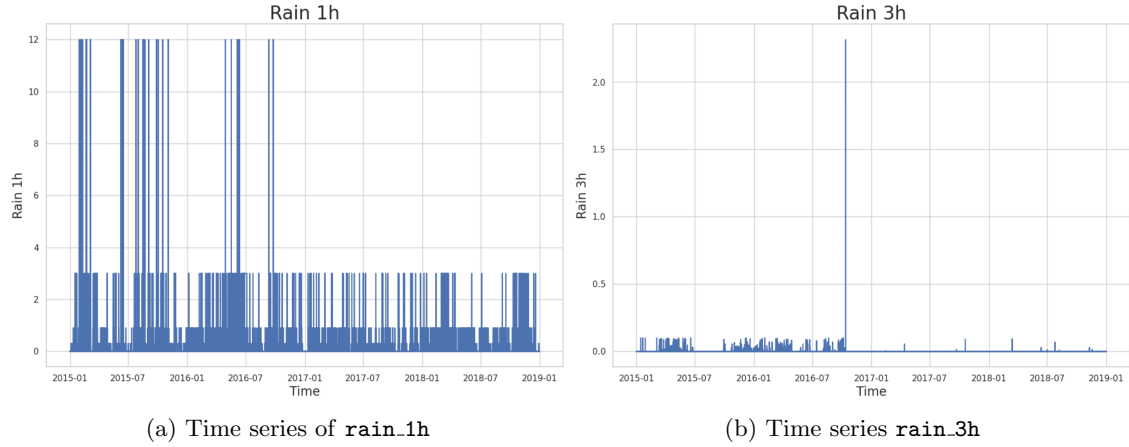 Rain 1h
12
10
8
6
4
2
0
Rain 1h
2015-01 2015-07 2016-01 2016-07 2017-01 2017-07 2018-01 2018-07 2019-01
Time
(a) Time series of rain_1h
Rain 3h
2.0
1.5
1.0
0.5
0.0
Rain 3h
2015-01 2015-07 2016-01 2016-07 2017-01 2017-07 2018-01 2018-07 2019-01
Time
(b) Time series rain_3h